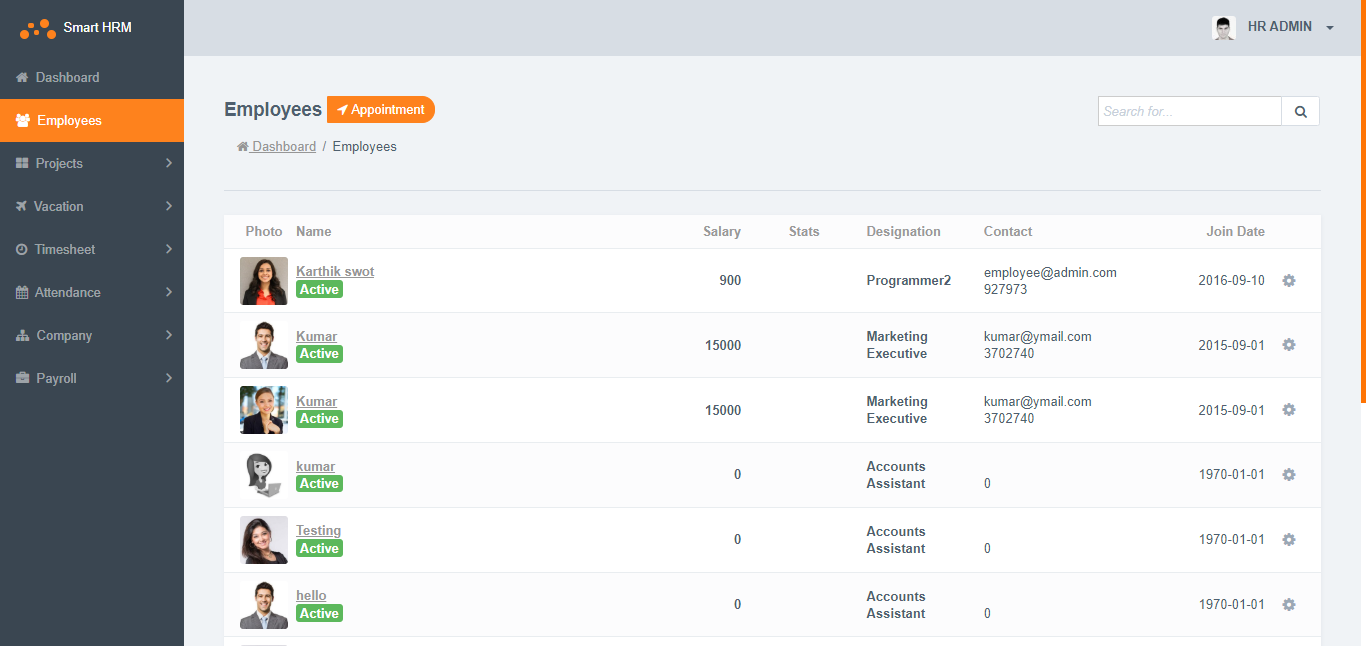 Smart HRM
HR ADMIN
Dashboard
Employees
Projects
Vacation
Timesheet
Attendance
Company
Payroll
Employees Appointment
Search for...
Dashboard / Employees
Photo Name Salary Stats Designation Contact Join Date
Karthik swot
Active
900
Programmer2
employee@admin.com
927973
2016-09-10
Kumar
Active
15000
Marketing
Executive
kumar@ymail.com
3702740
2015-09-01
Kumar
Active
15000
Marketing
Executive
kumar@ymail.com
3702740
2015-09-01
kumar
Active
0
Accounts
Assistant
0
1970-01-01
Testing
Active
0
Accounts
Assistant
0
1970-01-01
hello
Active
0
Accounts
Assistant
0
1970-01-01